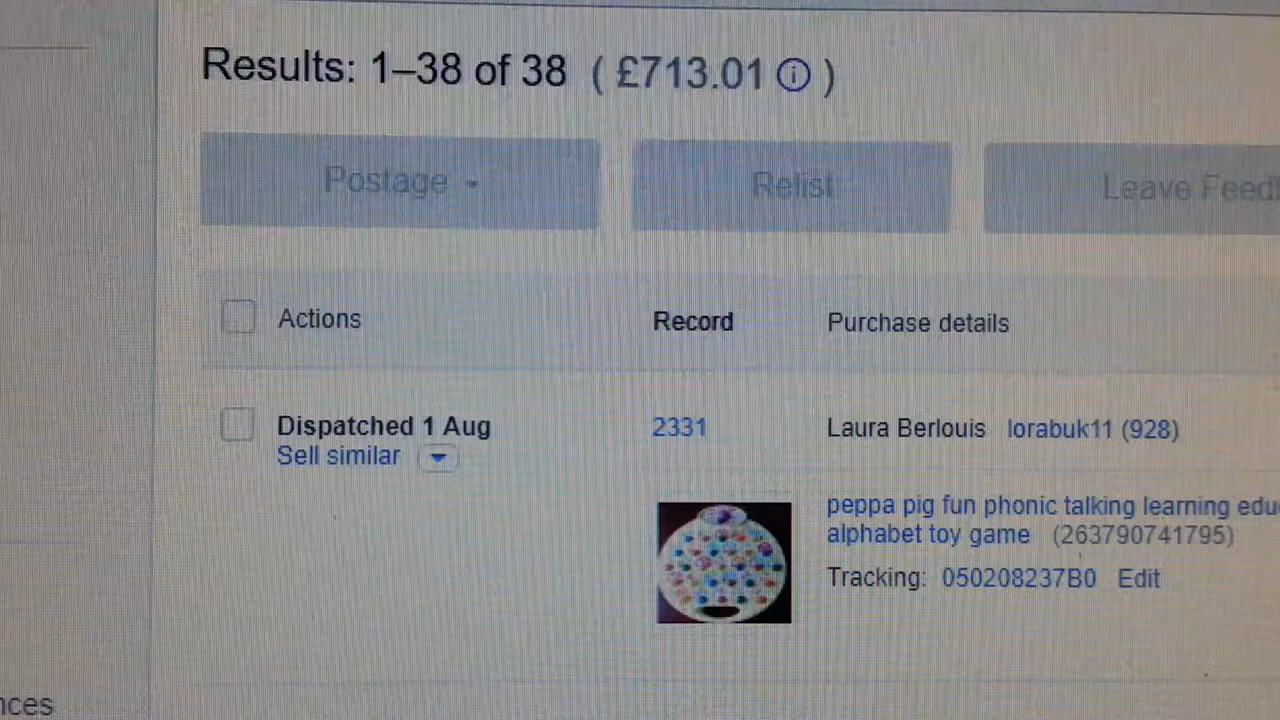 Results: 1–38 of 38 ( £713.01 i )
Postage
Relist
Leave
Actions
Record
Purchase details
Dispatched 1 Aug
2331
Laura Berlouis lorabuk11 (928)
Sell similar
peppa pig fun phonic talking learning
alphabet toy game (263790741795)
Tracking: 050208237B0 Edit